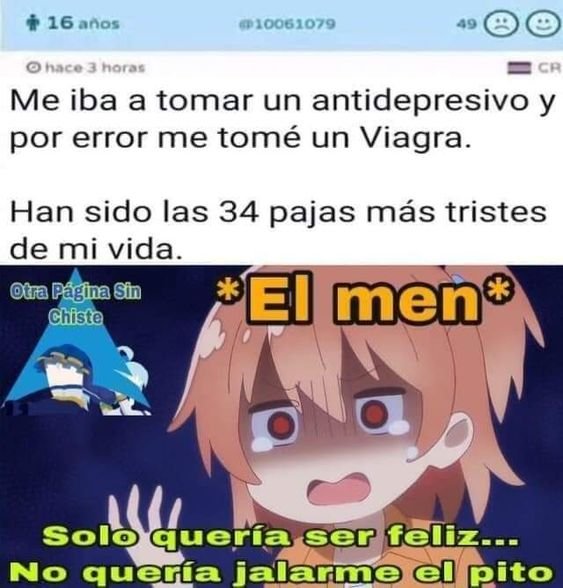 16 años @10061079 49
hace 3 horas CR
Me iba a tomar un antidepresivo y
por error me tomé un Viagra.
Han sido las 34 pajas más tristes
de mi vida.
Otra Página Sin
Chiste
*El men*
Solo quería ser feliz...
No quería jalarme el pito